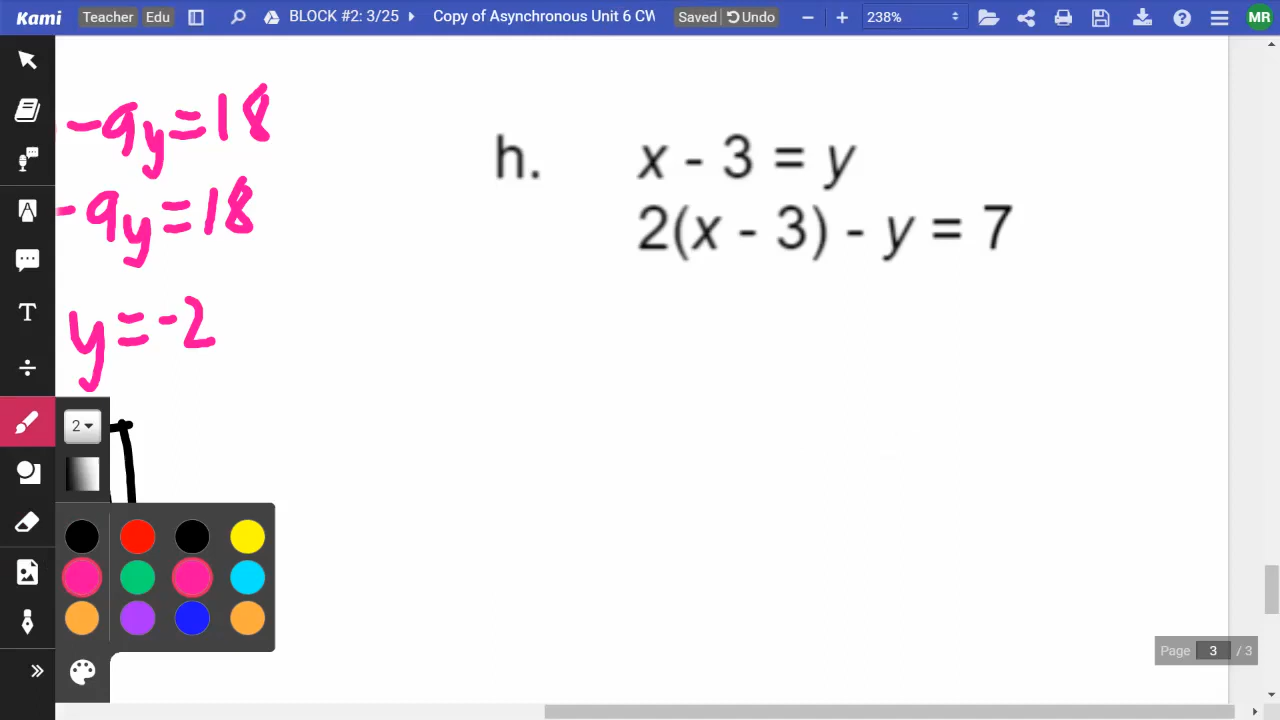 Kami Teacher Edu BLOCK #2: 3/25 Copy of Asynchronous Unit 6 CW Saved Undo 238% MR
-9y=18
-9y=18
y=-2
h. x - 3 = y
2(x - 3) - y = 7
2
Page 3 / 3